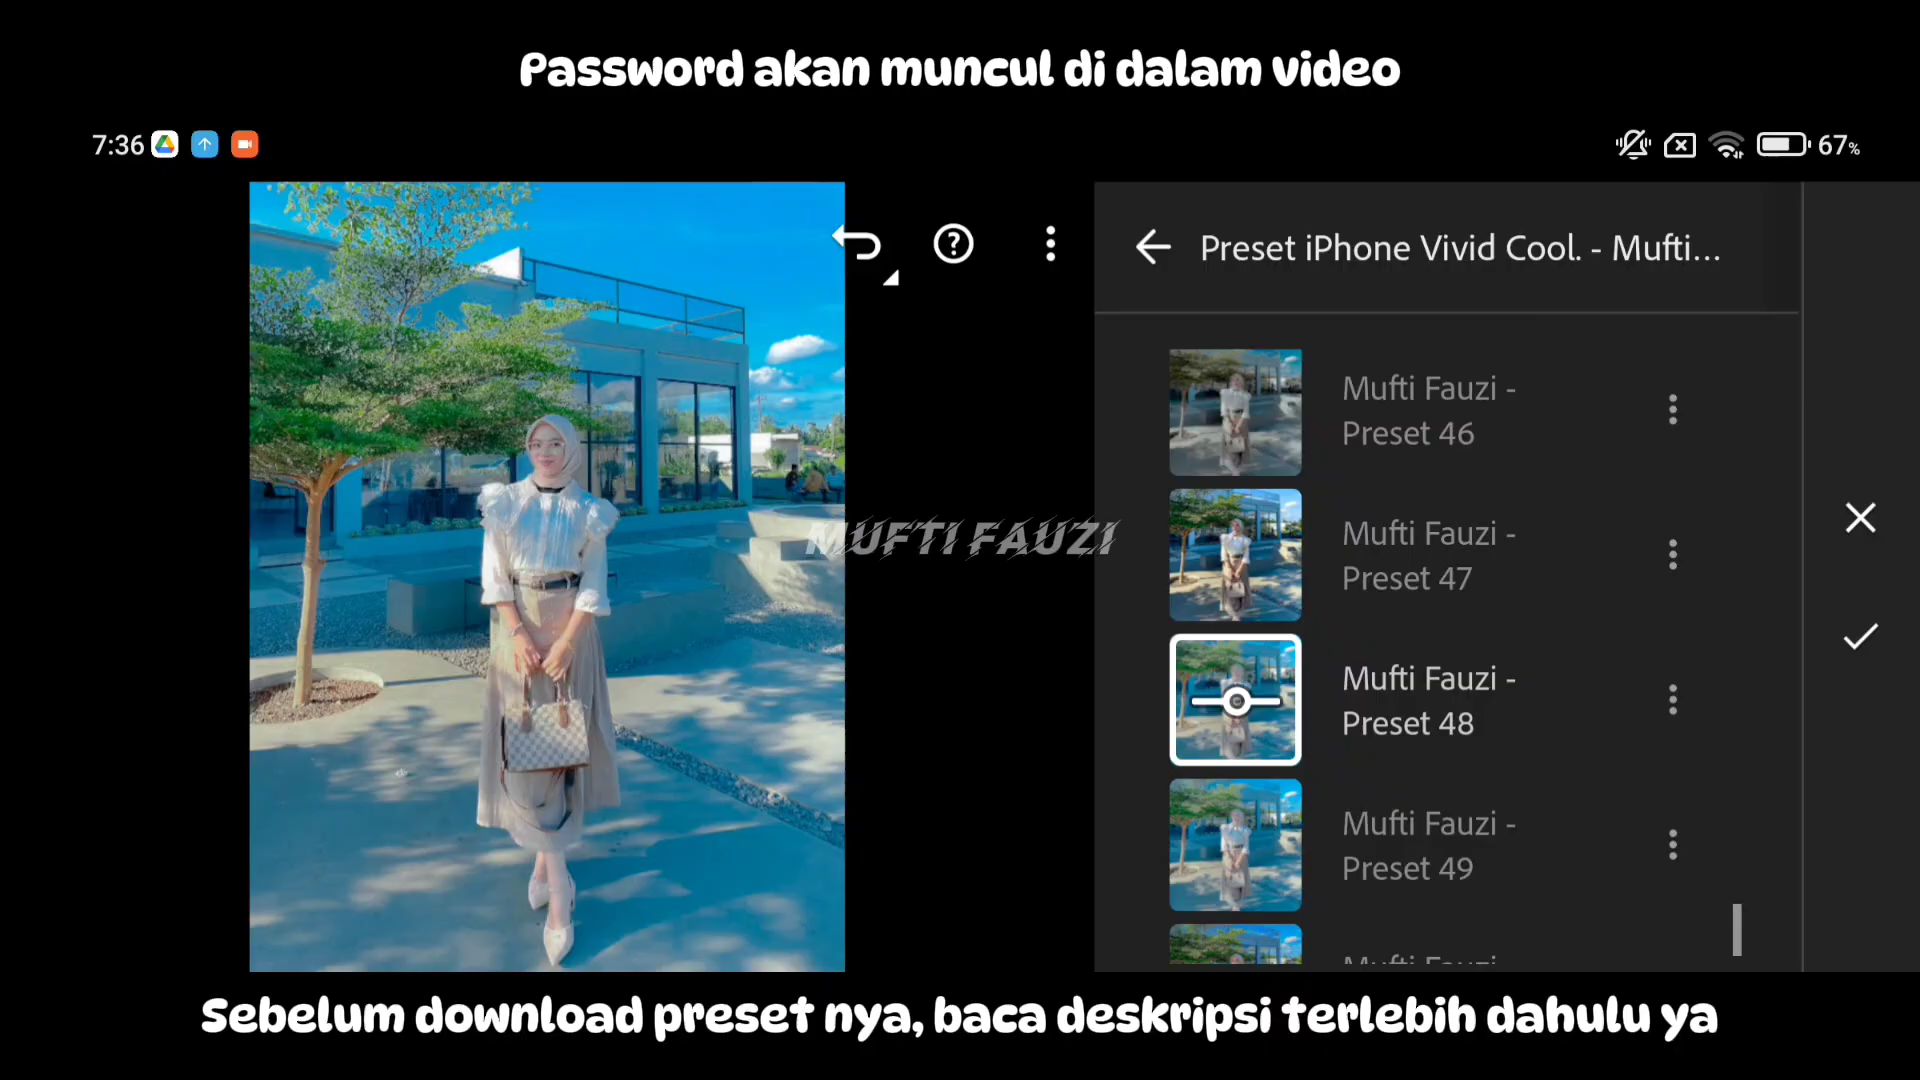 Password akan muncul di dalam video
7:36
67%
Preset iPhone Vivid Cool. - Mufti...
Mufti Fauzi -
Preset 46
Mufti Fauzi -
Preset 47
MUFTI FAUZI
Mufti Fauzi -
Preset 48
Mufti Fauzi -
Preset 49
Mufti Fauzi
Sebelum download preset nya, baca deskripsi terlebih dahulu ya